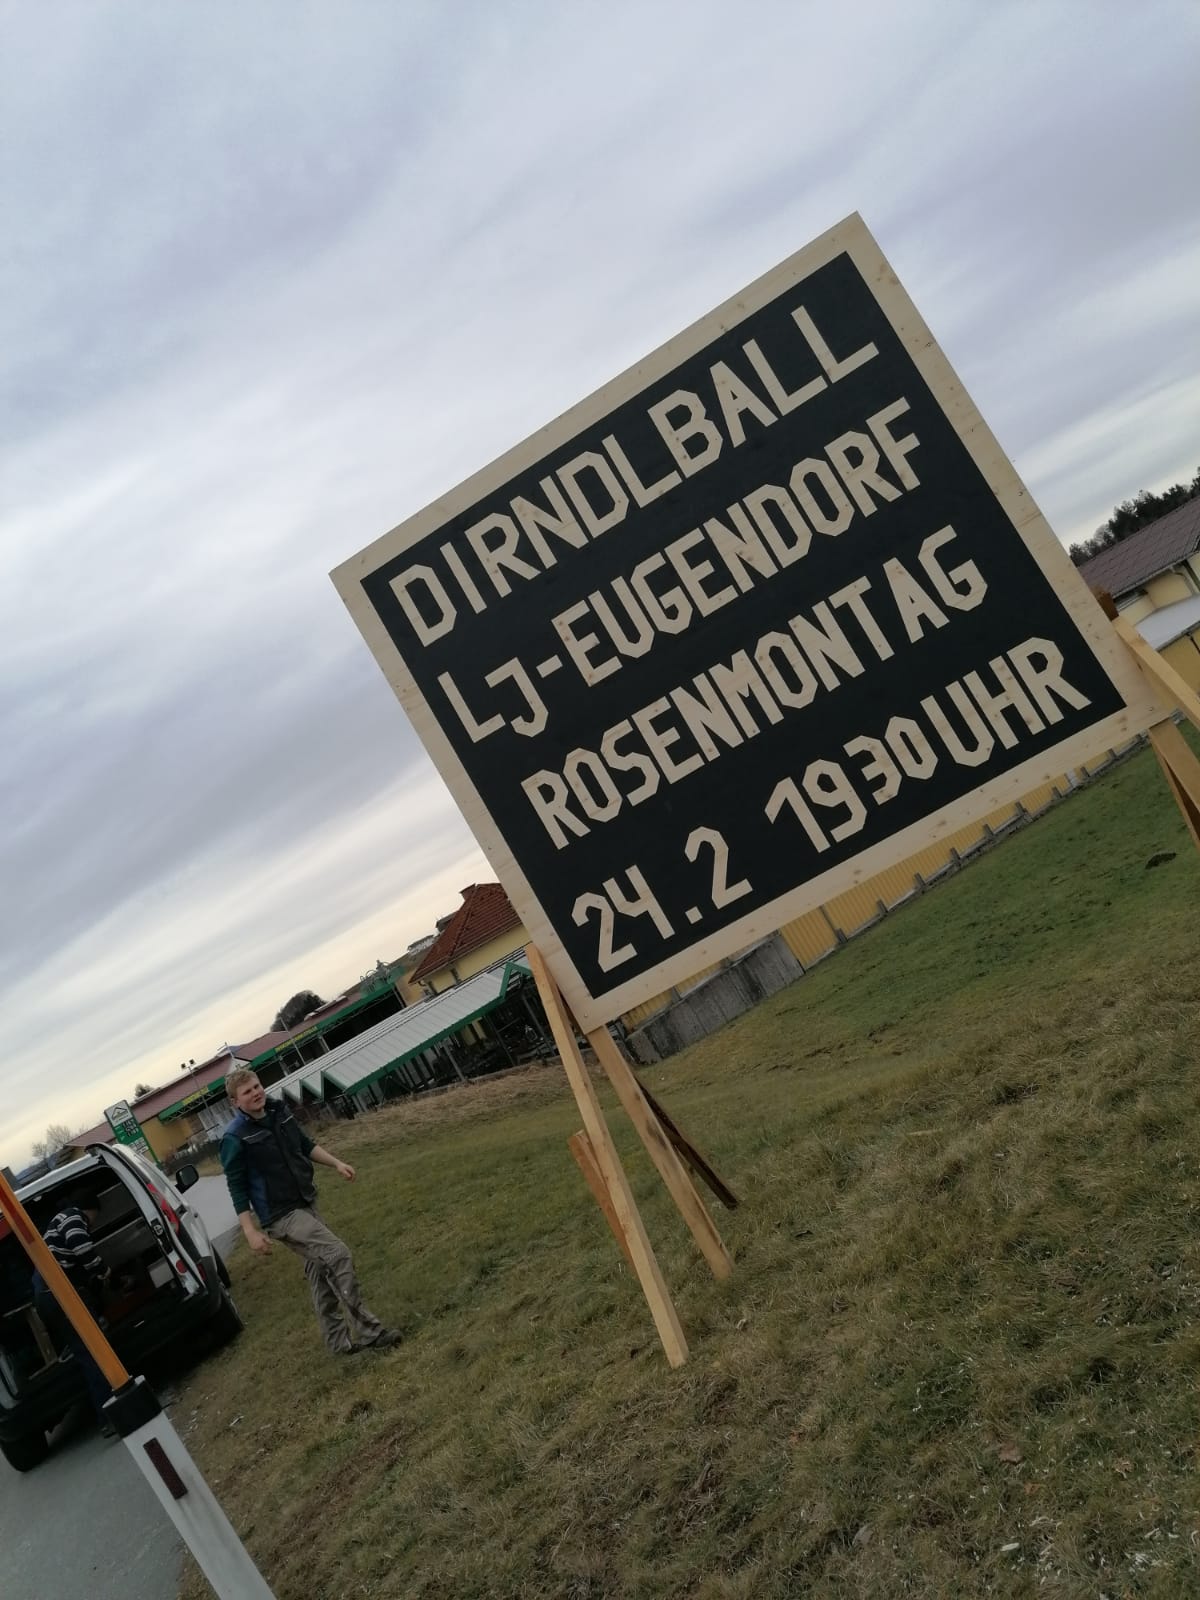 DIRNDLBALL
LJ-EUGENDORF
ROSENMONTAG
24.2 1930 UHR